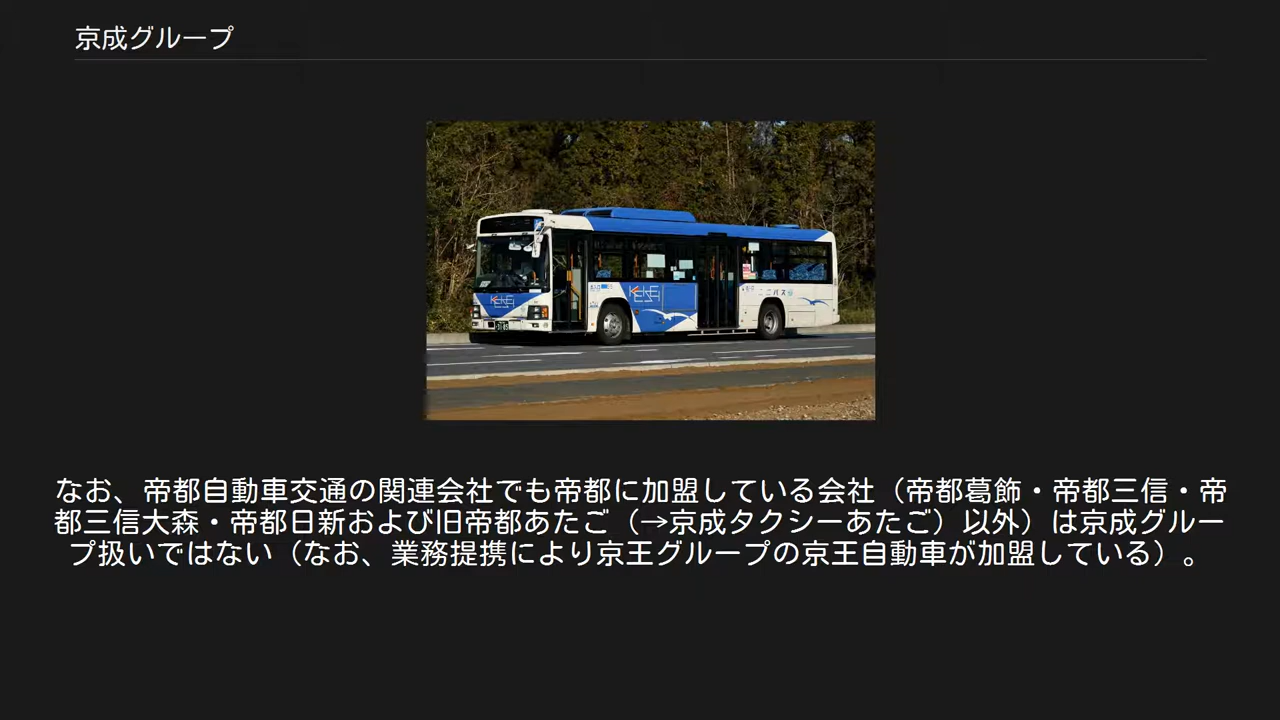 京成グループ
KEISEI
KEISEI
なお、帝都自動車交通の関連会社でも帝都に加盟している会社（帝都葛飾・帝都三信・帝
都三信大森・帝都日新および旧帝都あたご（→京成タクシーあたご）以外）は京成グルー
プ扱いではない（なお、業務提携により京王グループの京王自動車が加盟している）。